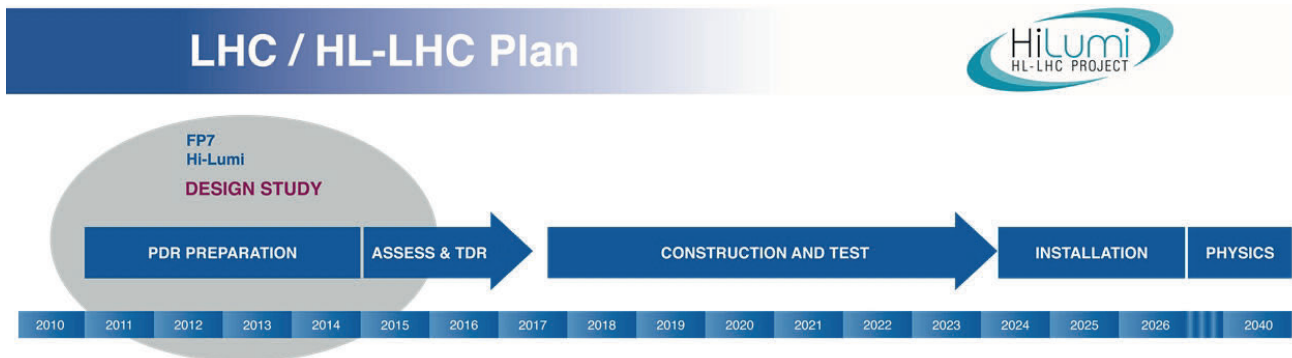 LHC / HL-LHC Plan
HiLumi
HL-LHC PROJECT
FP7
Hi-Lumi
DESIGN STUDY
PDR PREPARATION ASSESS & TDR CONSTRUCTION AND TEST INSTALLATION PHYSICS
2010 2011 2012 2013 2014 2015 2016 2017 2018 2019 2020 2021 2022 2023 2024 2025 2026 2040